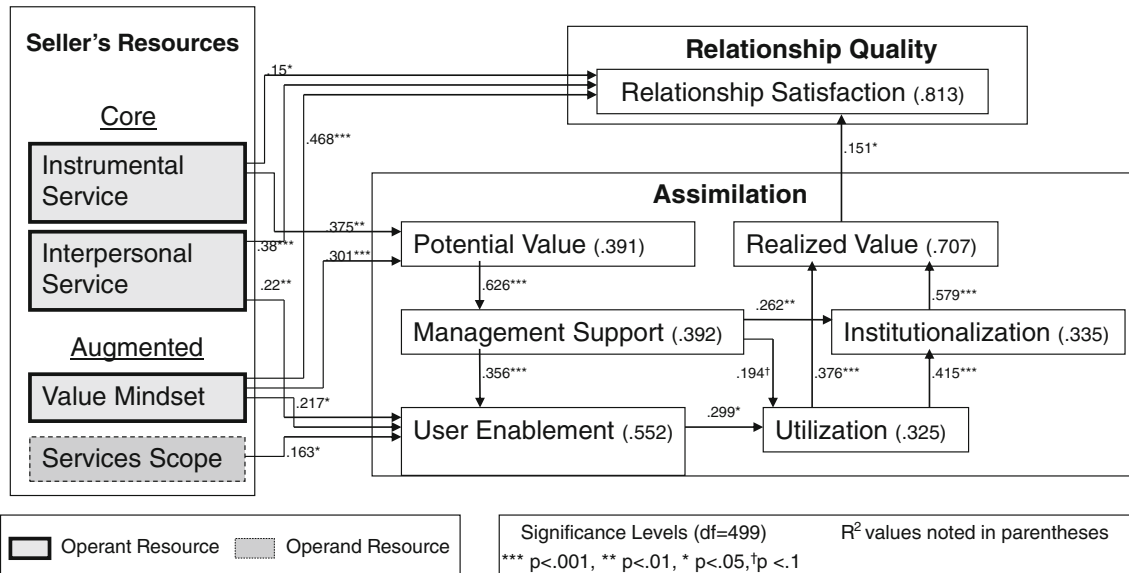 Seller's Resources
Core
Instrumental
Service
Interpersonal
Service
Augmented
Value Mindset
Services Scope
.15*
.468***
.375**
.38***
.301***
.22**
.217*
.163*
Relationship Quality
Relationship Satisfaction (.813)
.151*
Assimilation
Potential Value (.391)
Realized Value (.707)
.626***
.579***
.262**
Management Support (.392)
Institutionalization (.335)
.356***
.194†
.376***
.415***
User Enablement (.552)
.299*
Utilization (.325)
Operant Resource
Operand Resource
Significance Levels (df=499)
R² values noted in parentheses
*** p<.001, ** p<.01, * p<.05,†p <.1